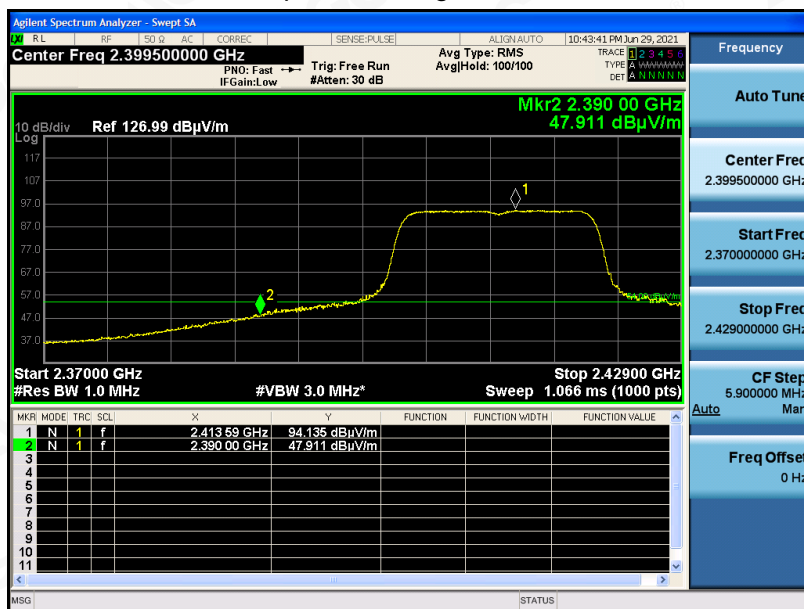 Agilent Spectrum Analyzer - Swept SA
LXI RL RF 50 Ω AC CORREC SENSE:PULSE ALIGN AUTO 10:43:41 PM Jun 29, 2021
Center Freq 2.399500000 GHz
PNO: Fast
IFGain:Low
Trig: Free Run
#Atten: 30 dB
Avg Type: RMS
Avg|Hold: 100/100
TRACE 1 2 3 4 5 6
TYPE A WWWWW
DET A N N N N N
Mkr2 2.390 00 GHz
47.911 dBµV/m
10 dB/div Ref 126.99 dBµV/m
Log
117
107
97.0
87.0
77.0
67.0
57.0
47.0
37.0
1
2
Start 2.37000 GHz Stop 2.42900 GHz
#Res BW 1.0 MHz #VBW 3.0 MHz* Sweep 1.066 ms (1000 pts)
MKR MODE TRC SCL X Y FUNCTION FUNCTION WIDTH FUNCTION VALUE
1 N 1 f 2.413 59 GHz 94.135 dBµV/m
2 N 1 f 2.390 00 GHz 47.911 dBµV/m
3
4
5
6
7
8
9
10
11
MSG STATUS
Frequency
Auto Tune
Center Freq
2.399500000 GHz
Start Freq
2.370000000 GHz
Stop Freq
2.429000000 GHz
CF Step
5.900000 MHz
Auto Man
Freq Offset
0 Hz